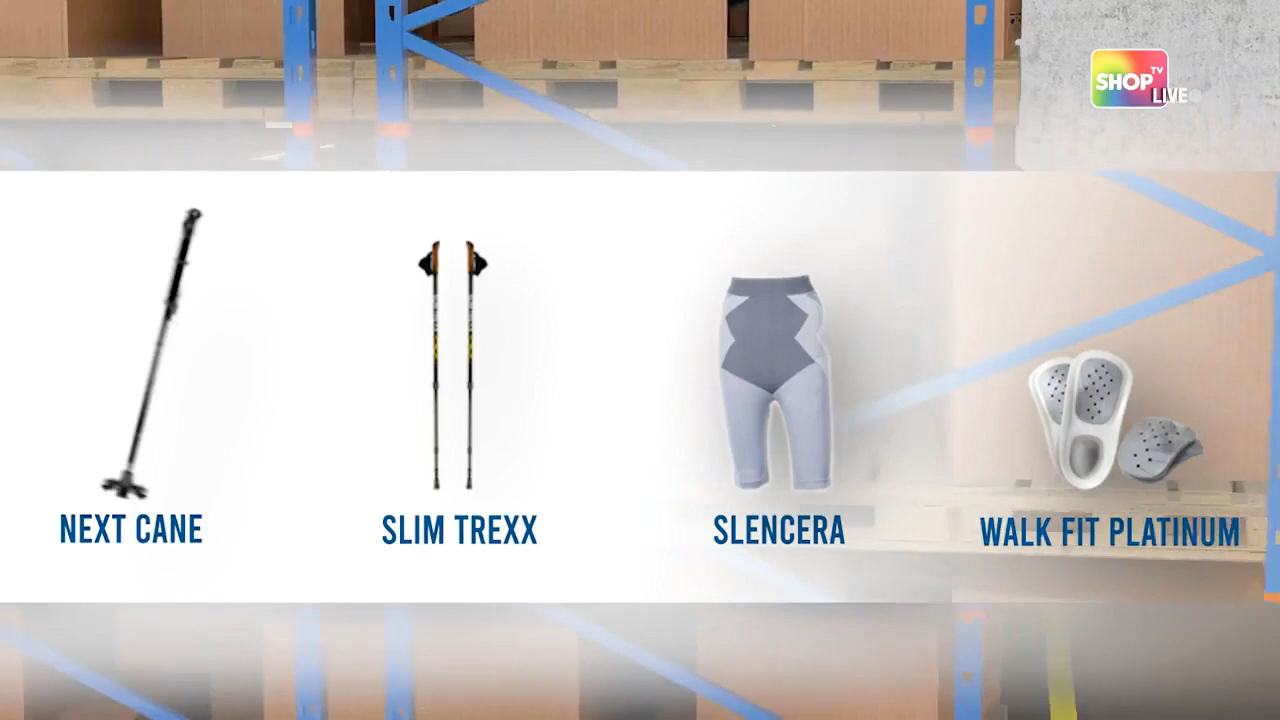 SHOP TV
LIVE
NEXT CANE
SLIM TREXX
SLENCERA
WALK FIT PLATINUM